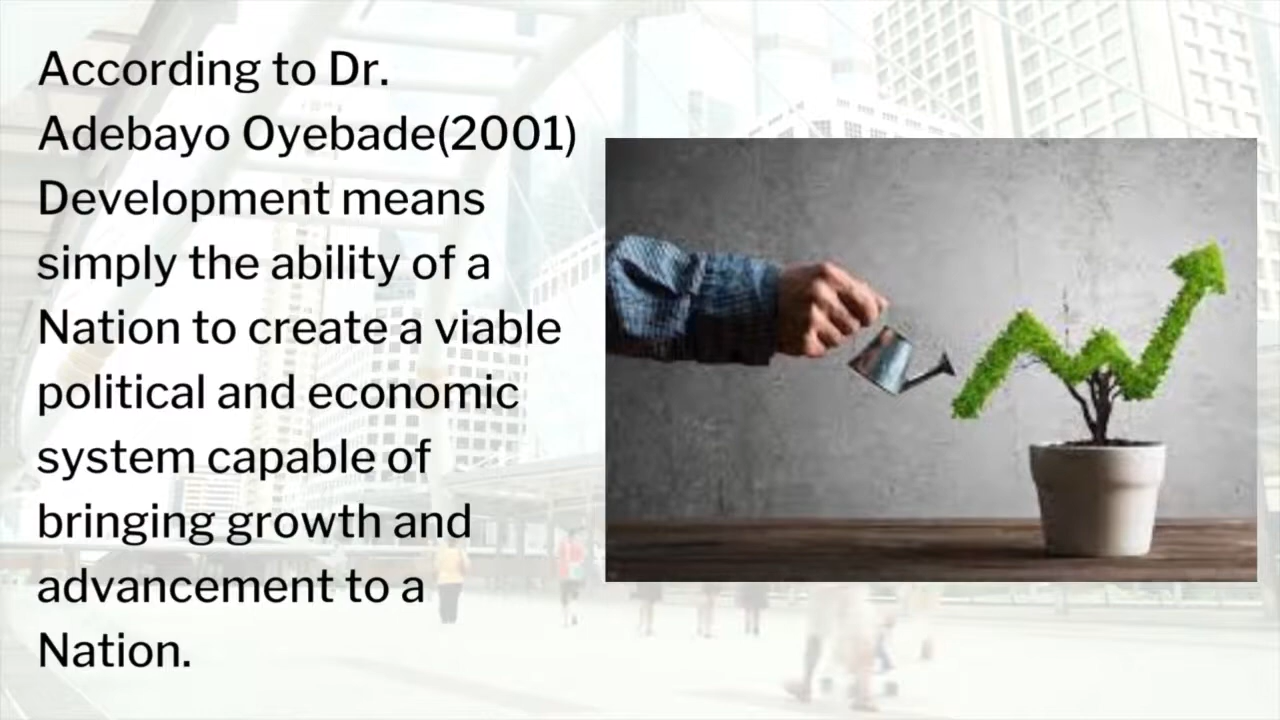 According to Dr.
Adebayo Oyebade(2001)
Development means
simply the ability of a
Nation to create a viable
political and economic
system capable of
bringing growth and
advancement to a
Nation.